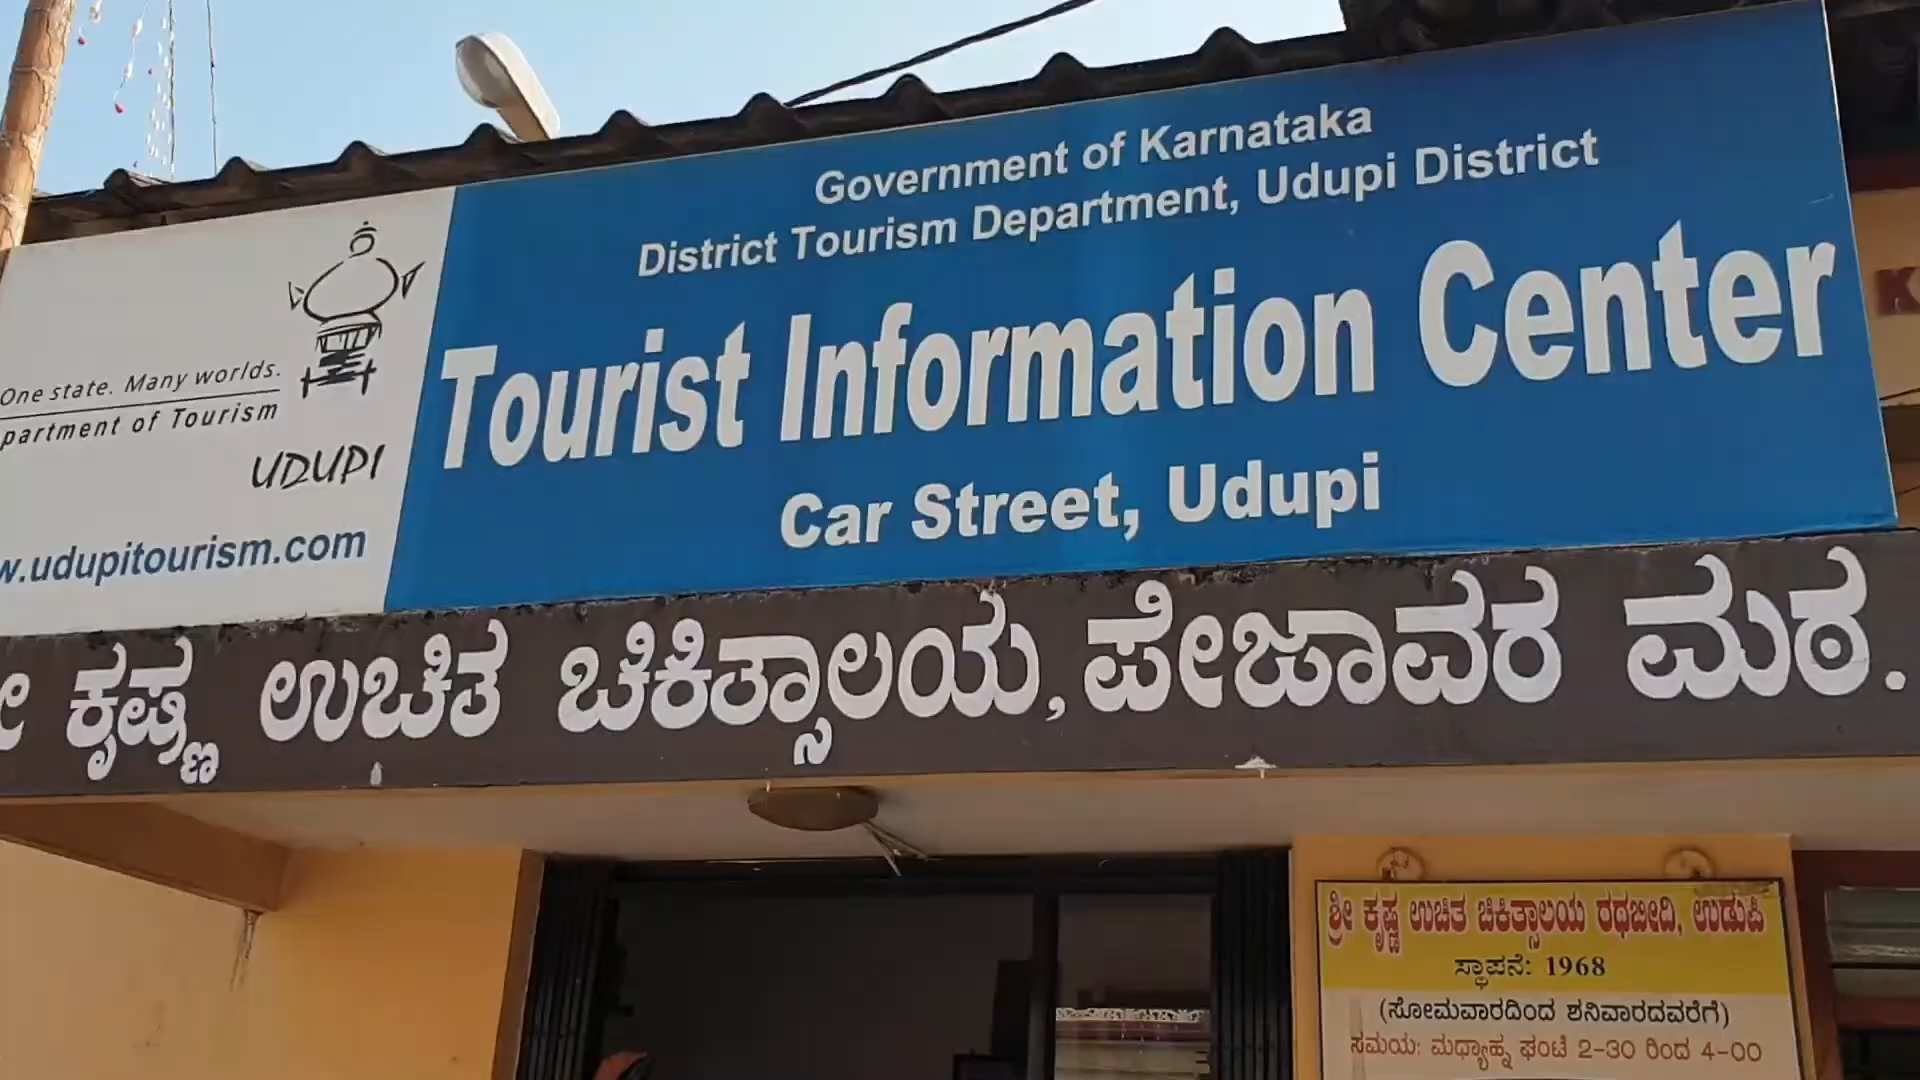 Government of Karnataka
District Tourism Department, Udupi District
Tourist Information Center
Car Street, Udupi
One state. Many worlds.
partment of Tourism
UDUPI
w.udupitourism.com
ಕೃಷ್ಣ ಉಚಿತ ಚಿಕಿತ್ಸಾಲಯ, ಪೇಜಾವರ ಮಠ.
ಶ್ರೀ ಕೃಷ್ಣ ಉಚಿತ ಚಿಕಿತ್ಸಾಲಯ ರಥಬೀದಿ, ಉಡುಪಿ
ಸ್ಥಾಪನೆ: 1968
(ಸೋಮವಾರದಿಂದ ಶನಿವಾರದವರೆಗೆ)
ಸಮಯ: ಮಧ್ಯಾಹ್ನ ಘಂಟೆ 2-30 ರಿಂದ 4-00